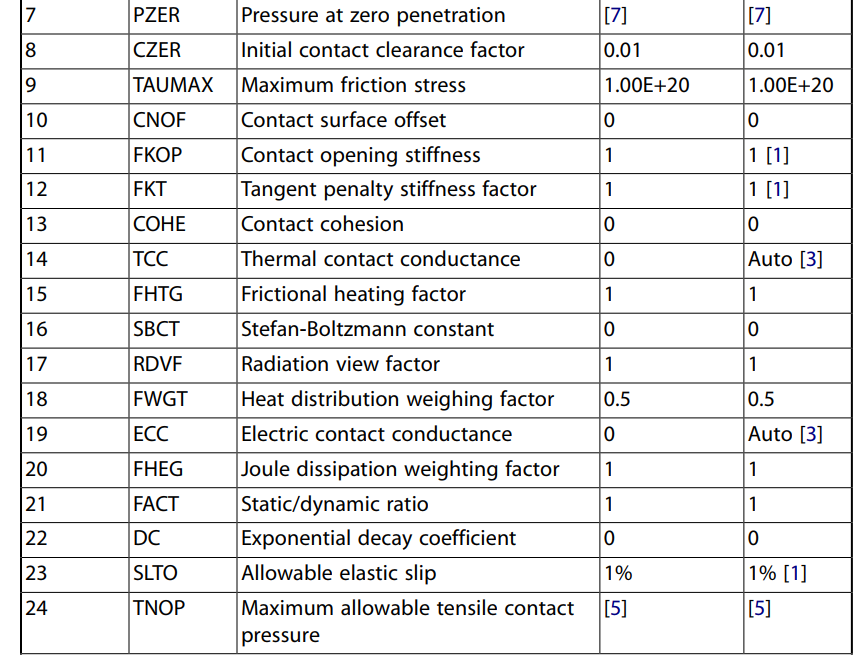 7 PZER Pressure at zero penetration [7] [7]
8 CZER Initial contact clearance factor 0.01 0.01
9 TAUMAX Maximum friction stress 1.00E+20 1.00E+20
10 CNOF Contact surface offset 0 0
11 FKOP Contact opening stiffness 1 1 [1]
12 FKT Tangent penalty stiffness factor 1 1 [1]
13 COHE Contact cohesion 0 0
14 TCC Thermal contact conductance 0 Auto [3]
15 FHTG Frictional heating factor 1 1
16 SBCT Stefan-Boltzmann constant 0 0
17 RDVF Radiation view factor 1 1
18 FWGT Heat distribution weighing factor 0.5 0.5
19 ECC Electric contact conductance 0 Auto [3]
20 FHEG Joule dissipation weighting factor 1 1
21 FACT Static/dynamic ratio 1 1
22 DC Exponential decay coefficient 0 0
23 SLTO Allowable elastic slip 1% 1% [1]
24 TNOP Maximum allowable tensile contact [5] [5]
pressure